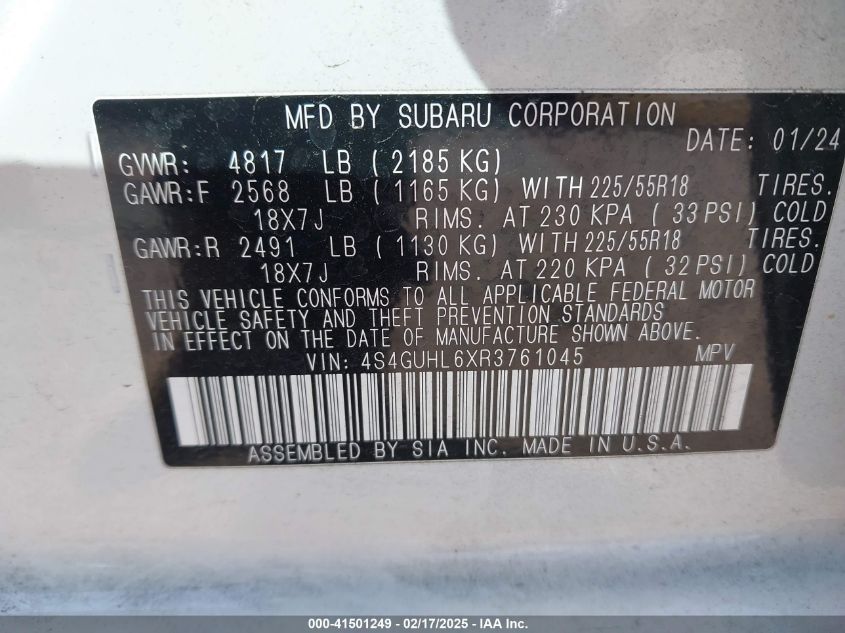 MFD BY SUBARU CORPORATION
DATE: 01/24
GVWR: 4817 LB ( 2185 KG)
GAWR:F 2568 LB ( 1165 KG) WITH 225/55R18 TIRES.
18X7J RIMS. AT 230 KPA ( 33 PSI) COLD
GAWR:R 2491 LB ( 1130 KG) WITH 225/55R18 TIRES.
18X7J RIMS. AT 220 KPA ( 32 PSI) COLD
THIS VEHICLE CONFORMS TO ALL APPLICABLE FEDERAL MOTOR
VEHICLE SAFETY AND THEFT PREVENTION STANDARDS
IN EFFECT ON THE DATE OF MANUFACTURE SHOWN ABOVE.
VIN: 4S4GUHL6XR3761045 MPV
ASSEMBLED BY SIA INC. MADE IN U.S.A.
000-41501249 - 02/17/2025 - IAA Inc.